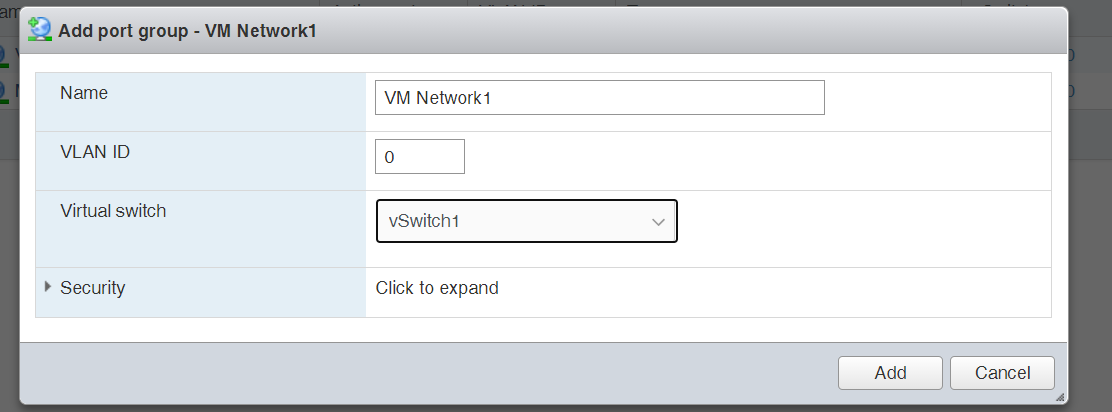 Add port group - VM Network1
Name
VM Network1
VLAN ID
0
Virtual switch
vSwitch1
Security
Click to expand
Add
Cancel